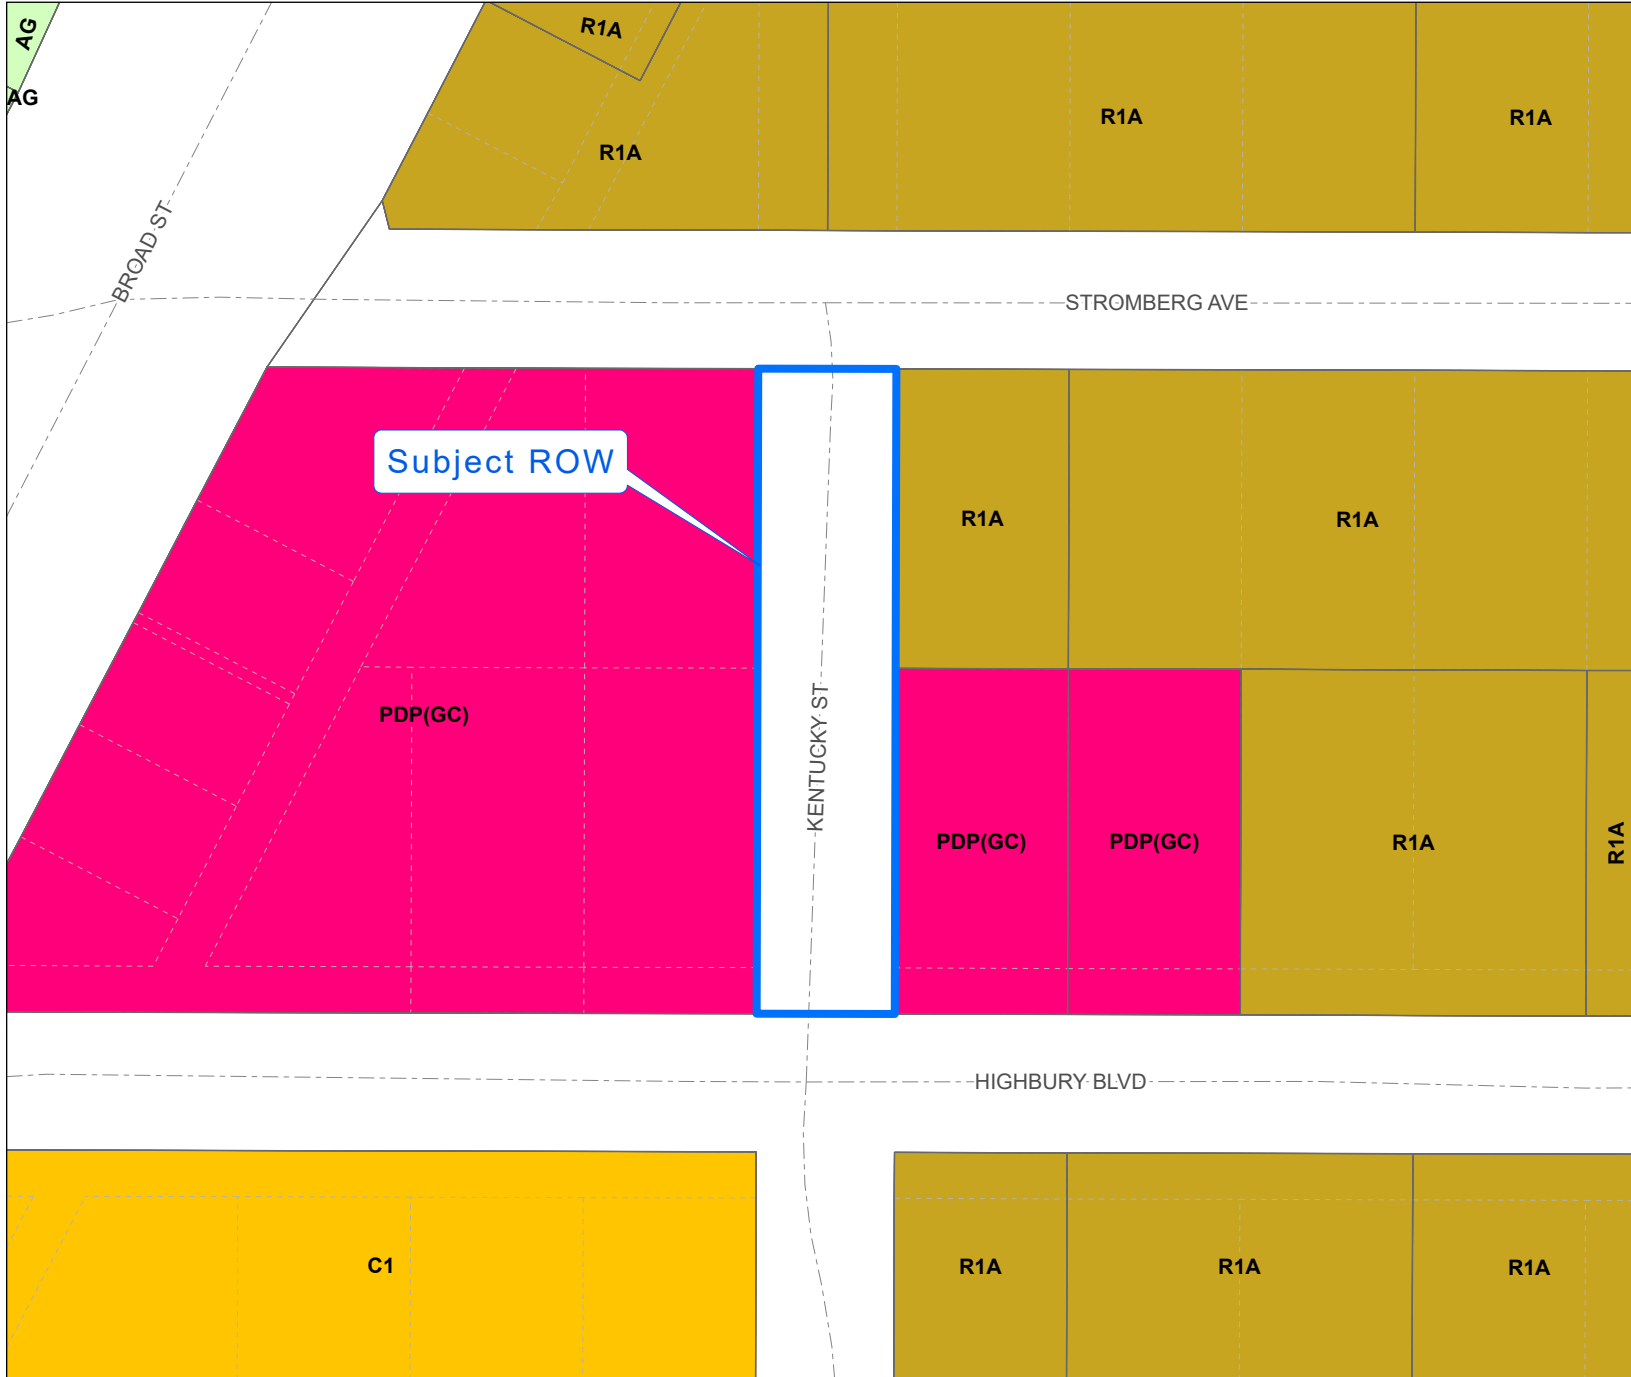 AG
R1A
AG
R1A
R1A
R1A
BROAD ST
STROMBERG AVE
Subject ROW
R1A
R1A
KENTUCKY ST
PDP(GC)
PDP(GC)
PDP(GC)
R1A
R1A
HIGHBURY BLVD
C1
R1A
R1A
R1A